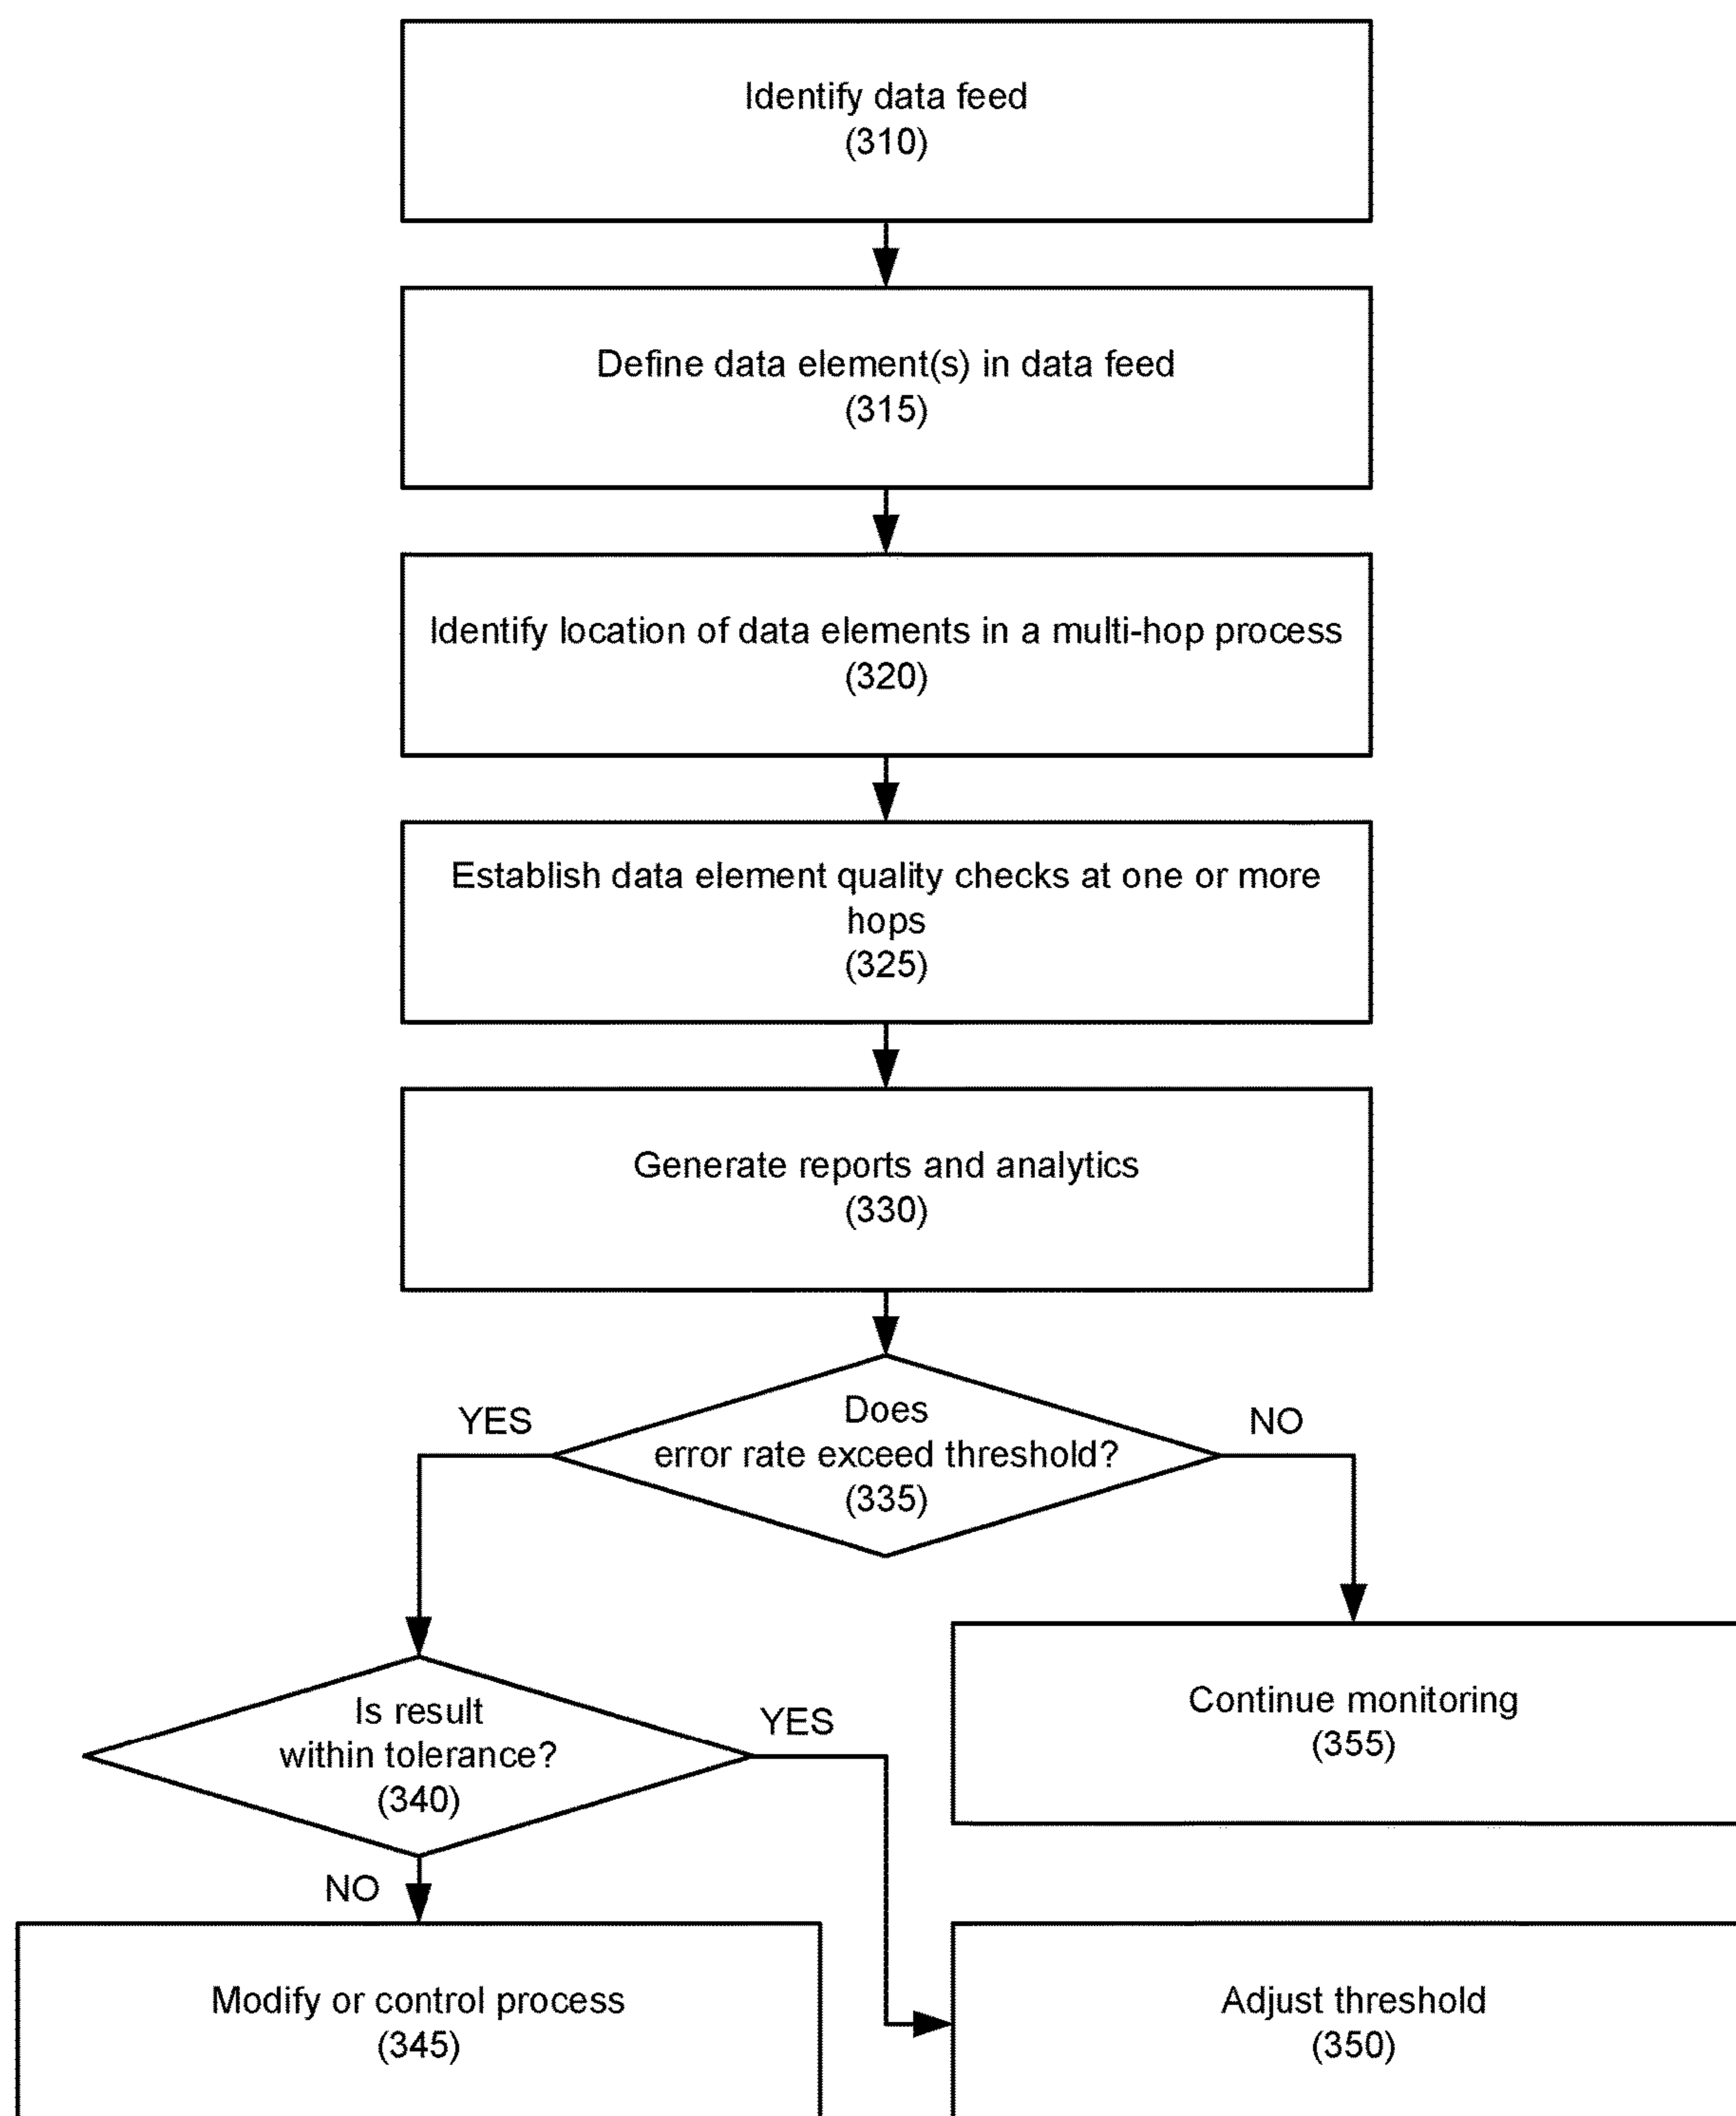 Identify data feed
(310)
Define data element(s) in data feed
(315)
Identify location of data elements in a multi-hop process
(320)
Establish data element quality checks at one or more
hops
(325)
Generate reports and analytics
(330)
Does
error rate exceed threshold?
(335)
YES
NO
Is result
within tolerance?
(340)
YES
NO
Continue monitoring
(355)
Modify or control process
(345)
Adjust threshold
(350)